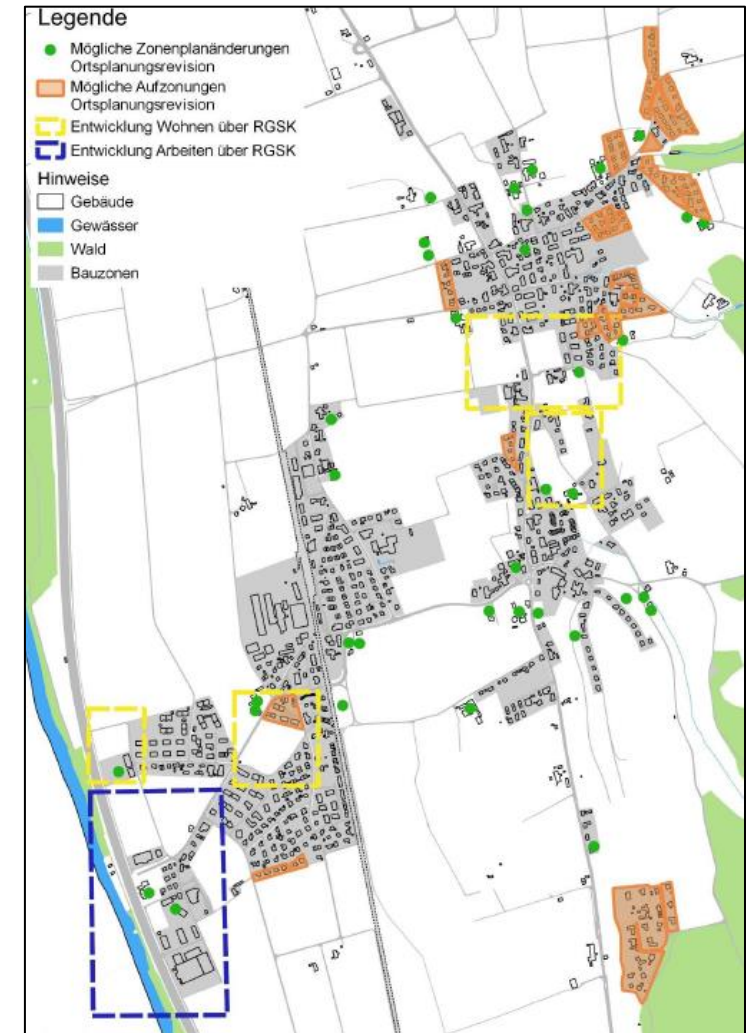 Legende
Mögliche Zonenplanänderungen
Ortsplanungsrevision
Mögliche Aufzonungen
Ortsplanungsrevision
Entwicklung Wohnen über RGSK
Entwicklung Arbeiten über RGSK
Hinweise
Gebäude
Gewässer
Wald
Bauzonen